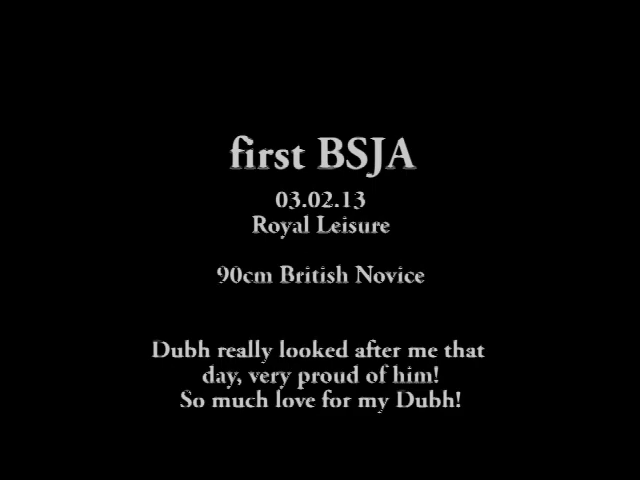 first BSJA
03.02.13
Royal Leisure
90cm British Novice
Dubh really looked after me that
day, very proud of him!
So much love for my Dubh!